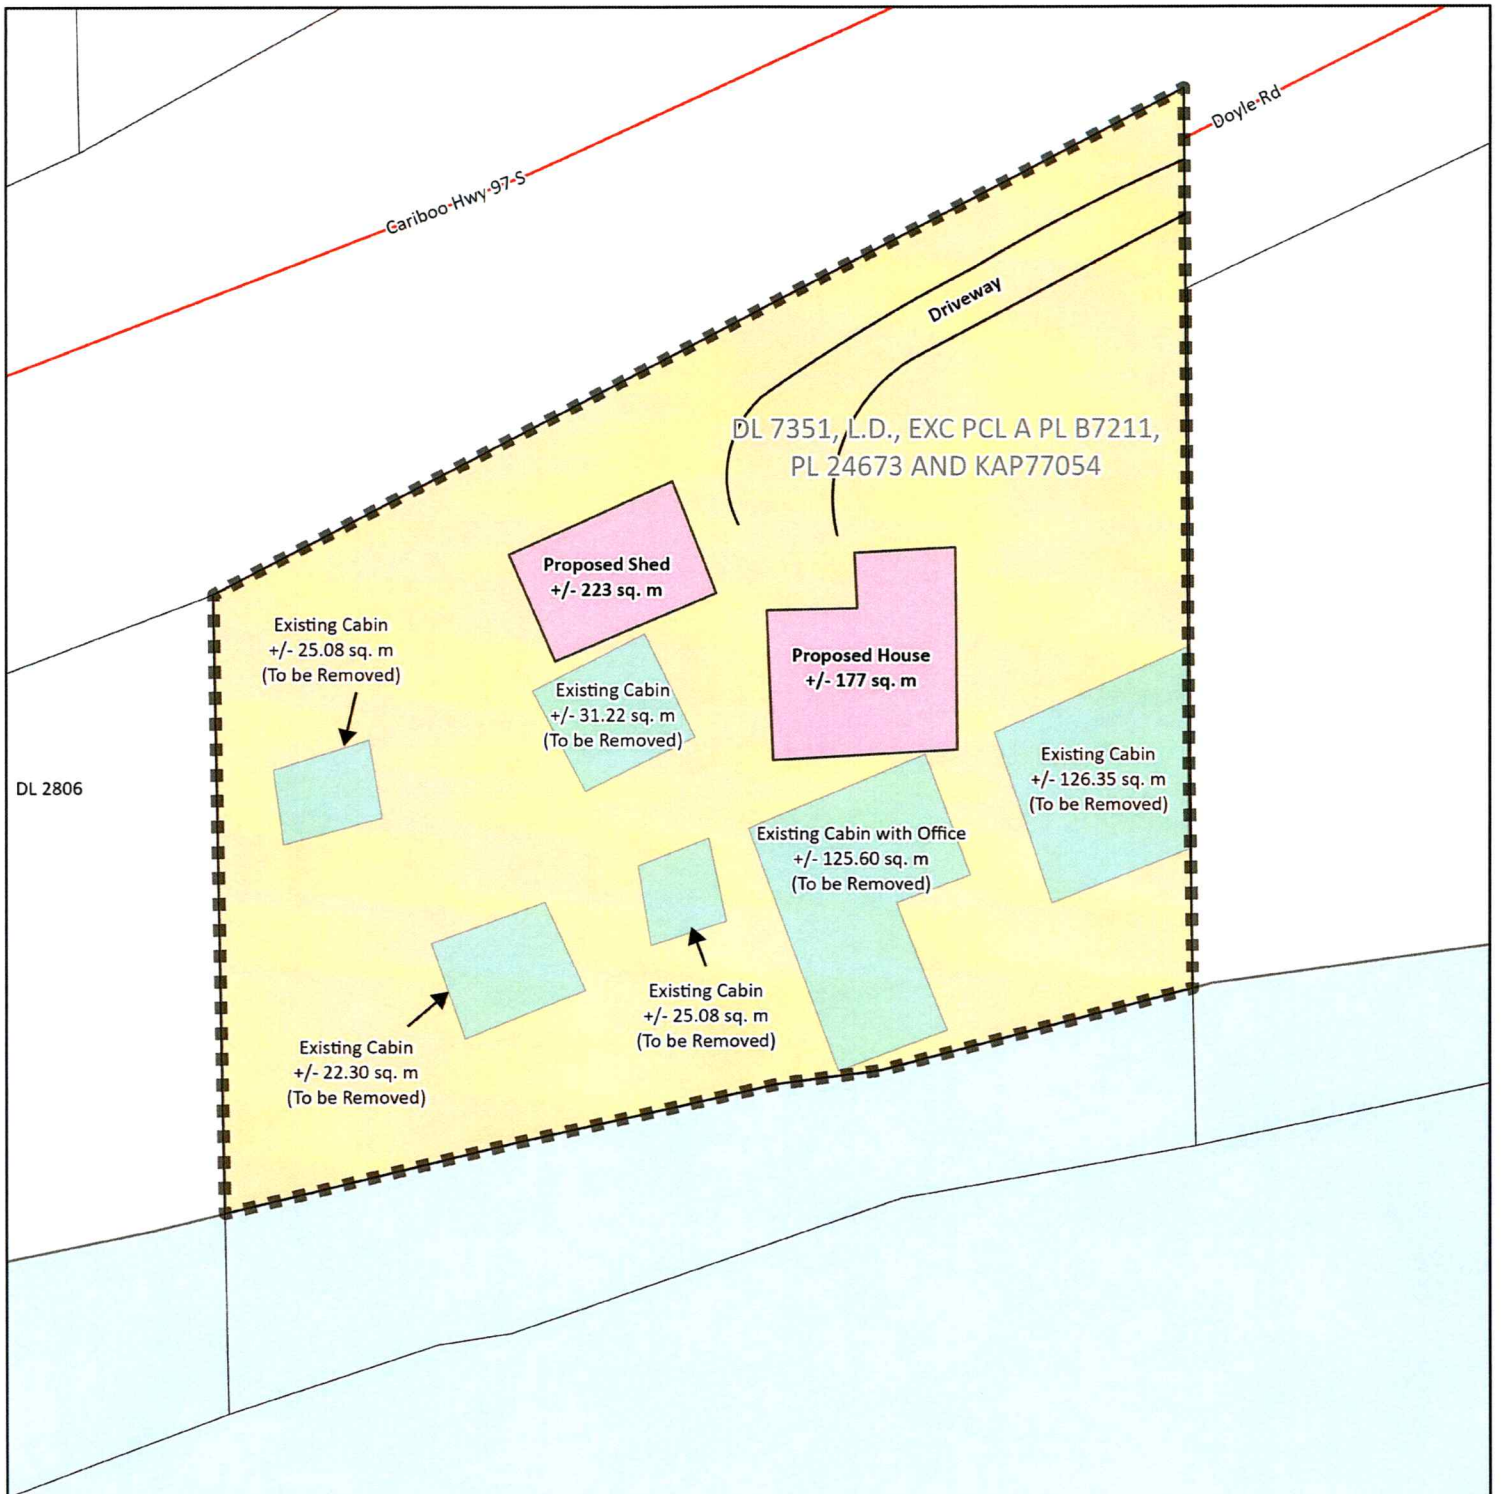 Doyle Rd
Cariboo Hwy 97 S
Driveway
DL 7351, L.D., EXC PCL A PL B7211,
PL 24673 AND KAP77054
Proposed Shed
+/- 223 sq. m
Existing Cabin
+/- 25.08 sq. m
(To be Removed)
Proposed House
+/- 177 sq. m
Existing Cabin
+/- 31.22 sq. m
(To be Removed)
Existing Cabin
+/- 126.35 sq. m
(To be Removed)
DL 2806
Existing Cabin with Office
+/- 125.60 sq. m
(To be Removed)
Existing Cabin
+/- 25.08 sq. m
(To be Removed)
Existing Cabin
+/- 22.30 sq. m
(To be Removed)